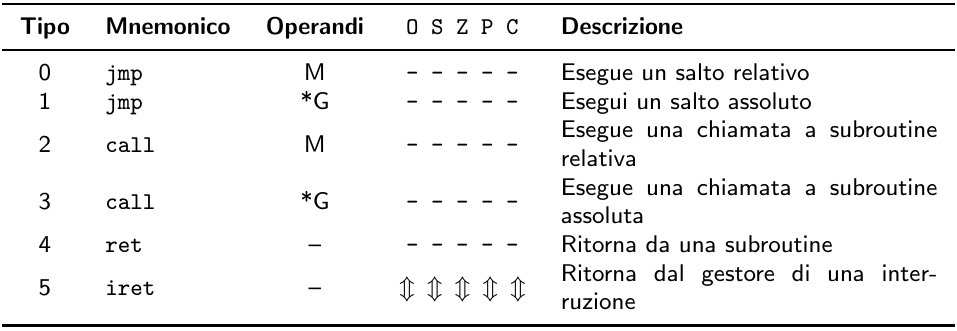 Tipo Mnemonico Operandi O S Z P C Descrizione
0 jmp M - - - - - Esegue un salto relativo
1 jmp *G - - - - - Esegui un salto assoluto
2 call M - - - - - Esegue una chiamata a subroutine
relativa
3 call *G - - - - - Esegue una chiamata a subroutine
assoluta
4 ret – - - - - - Ritorna da una subroutine
5 iret – ⇕ ⇕ ⇕ ⇕ ⇕ Ritorna dal gestore di una inter-
ruzione